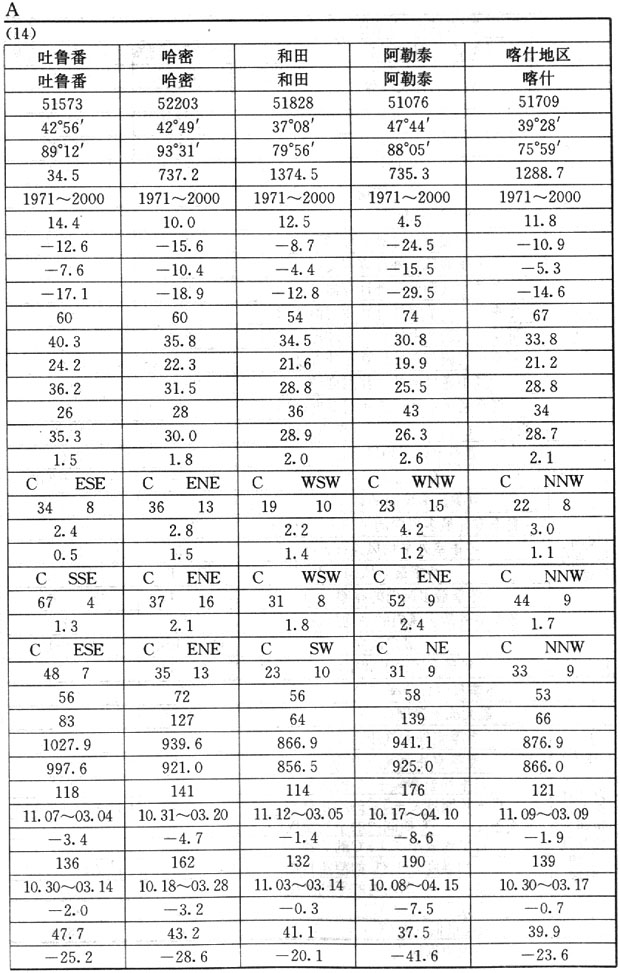 A
(14)
吐鲁番 哈密 和田 阿勒泰 喀什地区
吐鲁番 哈密 和田 阿勒泰 喀什
51573 52203 51828 51076 51709
42°56′ 42°49′ 37°08′ 47°44′ 39°28′
89°12′ 93°31′ 79°56′ 88°05′ 75°59′
34.5 737.2 1374.5 735.3 1288.7
1971～2000 1971～2000 1971～2000 1971～2000 1971～2000
14.4 10.0 12.5 4.5 11.8
−12.6 −15.6 −8.7 −24.5 −10.9
−7.6 −10.4 −4.4 −15.5 −5.3
−17.1 −18.9 −12.8 −29.5 −14.6
60 60 54 74 67
40.3 35.8 34.5 30.8 33.8
24.2 22.3 21.6 19.9 21.2
36.2 31.5 28.8 25.5 28.8
26 28 36 43 34
35.3 30.0 28.9 26.3 28.7
1.5 1.8 2.0 2.6 2.1
C ESE C ENE C WSW C WNW C NNW
34 8 36 13 19 10 23 15 22 8
2.4 2.8 2.2 4.2 3.0
0.5 1.5 1.4 1.2 1.1
C SSE C ENE C WSW C ENE C NNW
67 4 37 16 31 8 52 9 44 9
1.3 2.1 1.8 2.4 1.7
C ESE C ENE C SW C NE C NNW
48 7 35 13 23 10 31 9 33 9
56 72 56 58 53
83 127 64 139 66
1027.9 939.6 866.9 941.1 876.9
997.6 921.0 856.5 925.0 866.0
118 141 114 176 121
11.07～03.04 10.31～03.20 11.12～03.05 10.17～04.10 11.09～03.09
−3.4 −4.7 −1.4 −8.6 −1.9
136 162 132 190 139
10.30～03.14 10.18～03.28 11.03～03.14 10.08～04.15 10.30～03.17
−2.0 −3.2 −0.3 −7.5 −0.7
47.7 43.2 41.1 37.5 39.9
−25.2 −28.6 −20.1 −41.6 −23.6